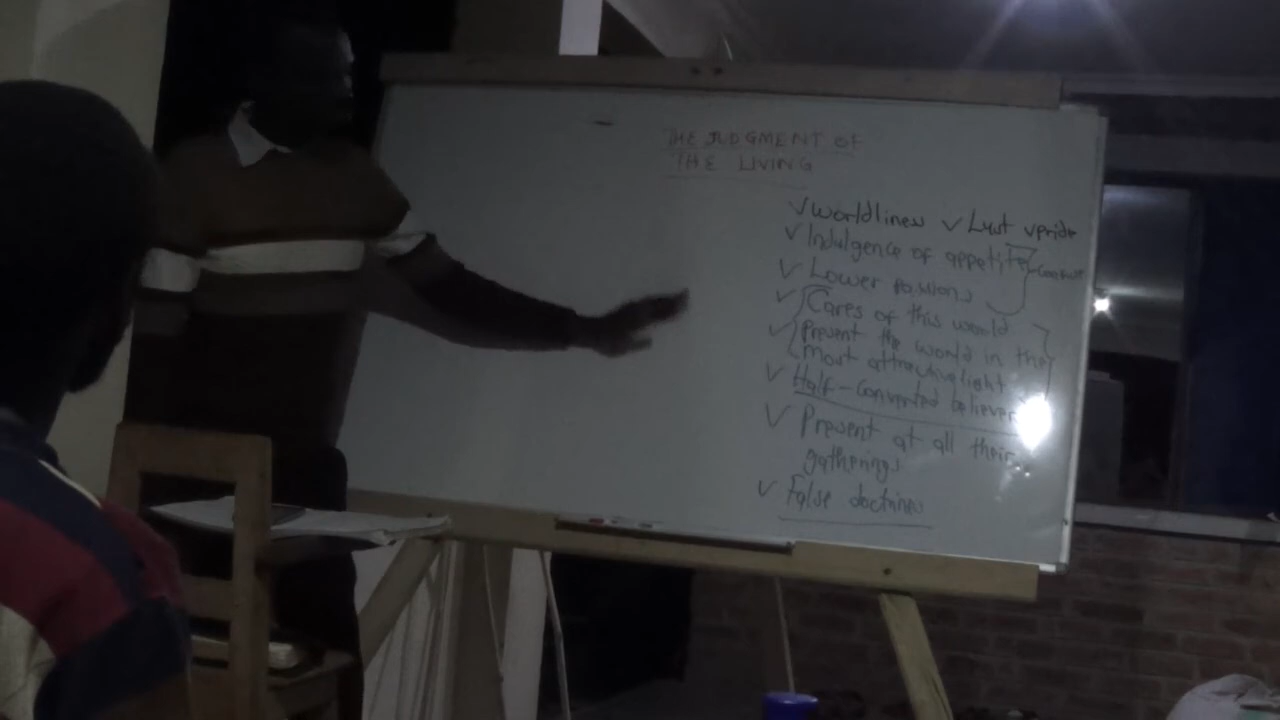 THE JUDGMENT OF
THE LIVING
✓ Worldliness ✓ Lust ✓ pride
✓ Indulgence of appetite
✓ Lower passions
✓ Cares of this world
✓ Present the world in the
most attractive light
✓ Half-converted believer
✓ Present at all their
gatherings
✓ False doctrines